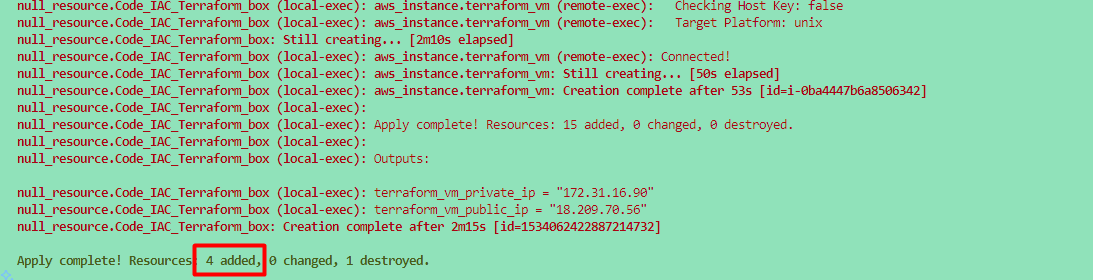 null_resource.Code_IAC_Terraform_box (local-exec): aws_instance.terraform_vm (remote-exec):   Checking Host Key: false
null_resource.Code_IAC_Terraform_box (local-exec): aws_instance.terraform_vm (remote-exec):   Target Platform: unix
null_resource.Code_IAC_Terraform_box: Still creating... [2m10s elapsed]
null_resource.Code_IAC_Terraform_box (local-exec): aws_instance.terraform_vm (remote-exec): Connected!
null_resource.Code_IAC_Terraform_box (local-exec): aws_instance.terraform_vm: Still creating... [50s elapsed]
null_resource.Code_IAC_Terraform_box (local-exec): aws_instance.terraform_vm: Creation complete after 53s [id=i-0ba4447b6a8506342]
null_resource.Code_IAC_Terraform_box (local-exec):
null_resource.Code_IAC_Terraform_box (local-exec): Apply complete! Resources: 15 added, 0 changed, 0 destroyed.
null_resource.Code_IAC_Terraform_box (local-exec):
null_resource.Code_IAC_Terraform_box (local-exec): Outputs:
null_resource.Code_IAC_Terraform_box (local-exec): terraform_vm_private_ip = "172.31.16.90"
null_resource.Code_IAC_Terraform_box (local-exec): terraform_vm_public_ip = "18.209.70.56"
null_resource.Code_IAC_Terraform_box: Creation complete after 2m15s [id=1534062422887214732]
Apply complete! Resources: 4 added, 0 changed, 1 destroyed.